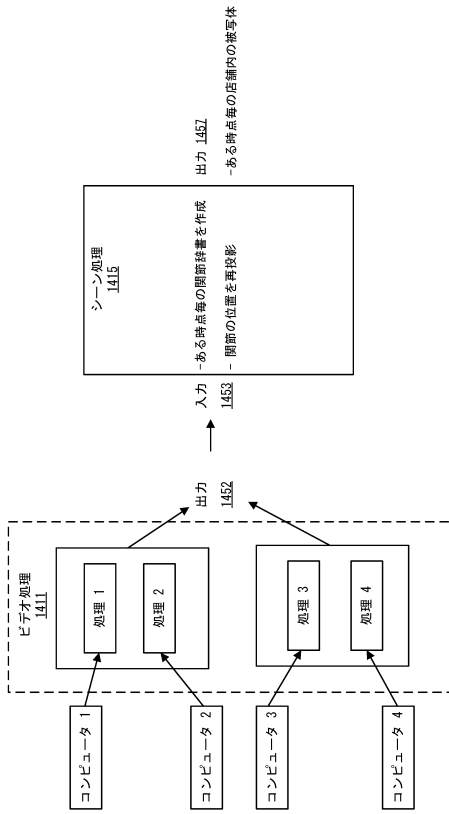 ビデオ処理
1411
コンピュータ 1
コンピュータ 2
コンピュータ 3
コンピュータ 4
処理 1
処理 2
処理 3
処理 4
出力
1452
入力
1453
シーン処理
1415
-ある時点毎の関節辞書を作成
- 関節の位置を再投影
出力 1457
-ある時点毎の店舗内の被写体